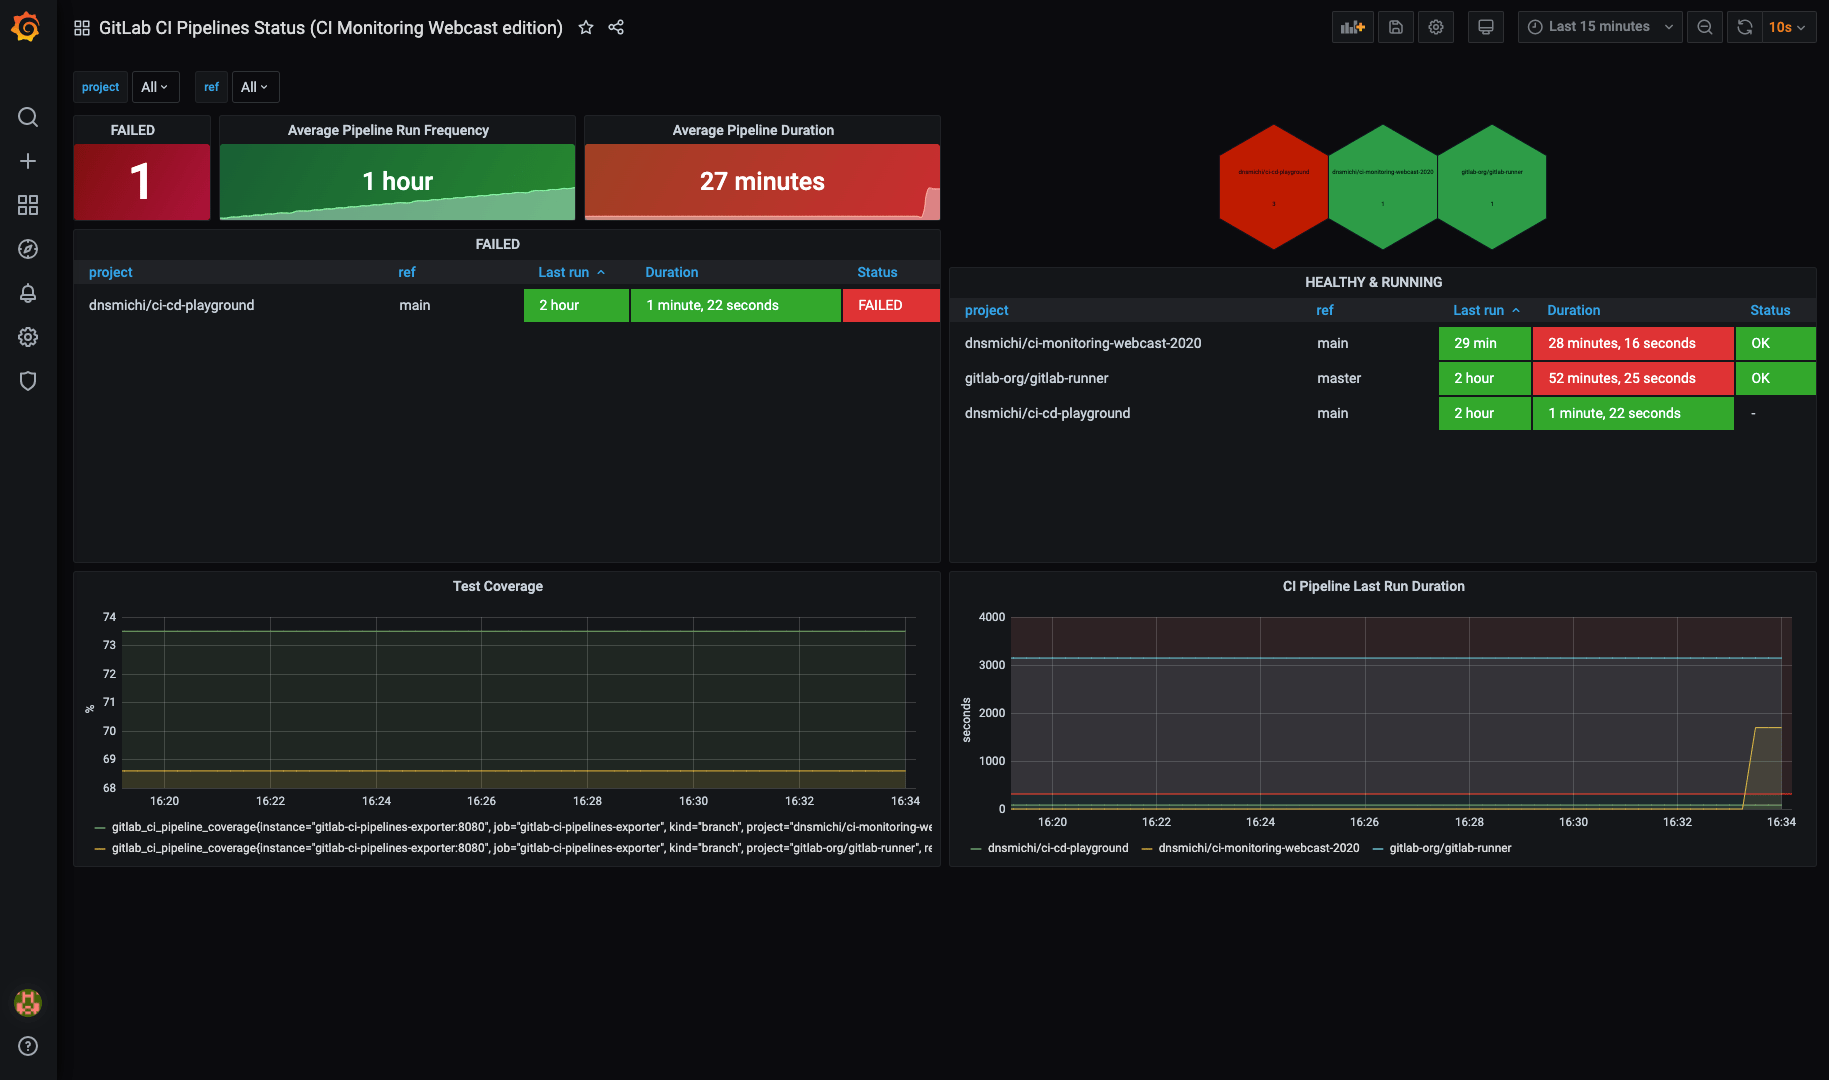 GitLab CI Pipelines Status (CI Monitoring Webcast edition)
Last 15 minutes
10s
project All ref All
FAILED
1
Average Pipeline Run Frequency
1 hour
Average Pipeline Duration
27 minutes
dnsmichi/ci-cd-playground
3
dnsmichi/ci-monitoring-webcast-2020
1
gitlab-org/gitlab-runner
1
FAILED
project ref Last run Duration Status
dnsmichi/ci-cd-playground main 2 hour 1 minute, 22 seconds FAILED
HEALTHY & RUNNING
project ref Last run Duration Status
dnsmichi/ci-monitoring-webcast-2020 main 29 min 28 minutes, 16 seconds OK
gitlab-org/gitlab-runner master 2 hour 52 minutes, 25 seconds OK
dnsmichi/ci-cd-playground main 2 hour 1 minute, 22 seconds -
Test Coverage
74
73
72
71
70
69
68
%
16:20 16:22 16:24 16:26 16:28 16:30 16:32 16:34
gitlab_ci_pipeline_coverage{instance="gitlab-ci-pipelines-exporter:8080", job="gitlab-ci-pipelines-exporter", kind="branch", project="dnsmichi/ci-monitoring-we
gitlab_ci_pipeline_coverage{instance="gitlab-ci-pipelines-exporter:8080", job="gitlab-ci-pipelines-exporter", kind="branch", project="gitlab-org/gitlab-runner", re
CI Pipeline Last Run Duration
4000
3000
2000
1000
0
seconds
16:20 16:22 16:24 16:26 16:28 16:30 16:32 16:34
dnsmichi/ci-cd-playground dnsmichi/ci-monitoring-webcast-2020 gitlab-org/gitlab-runner